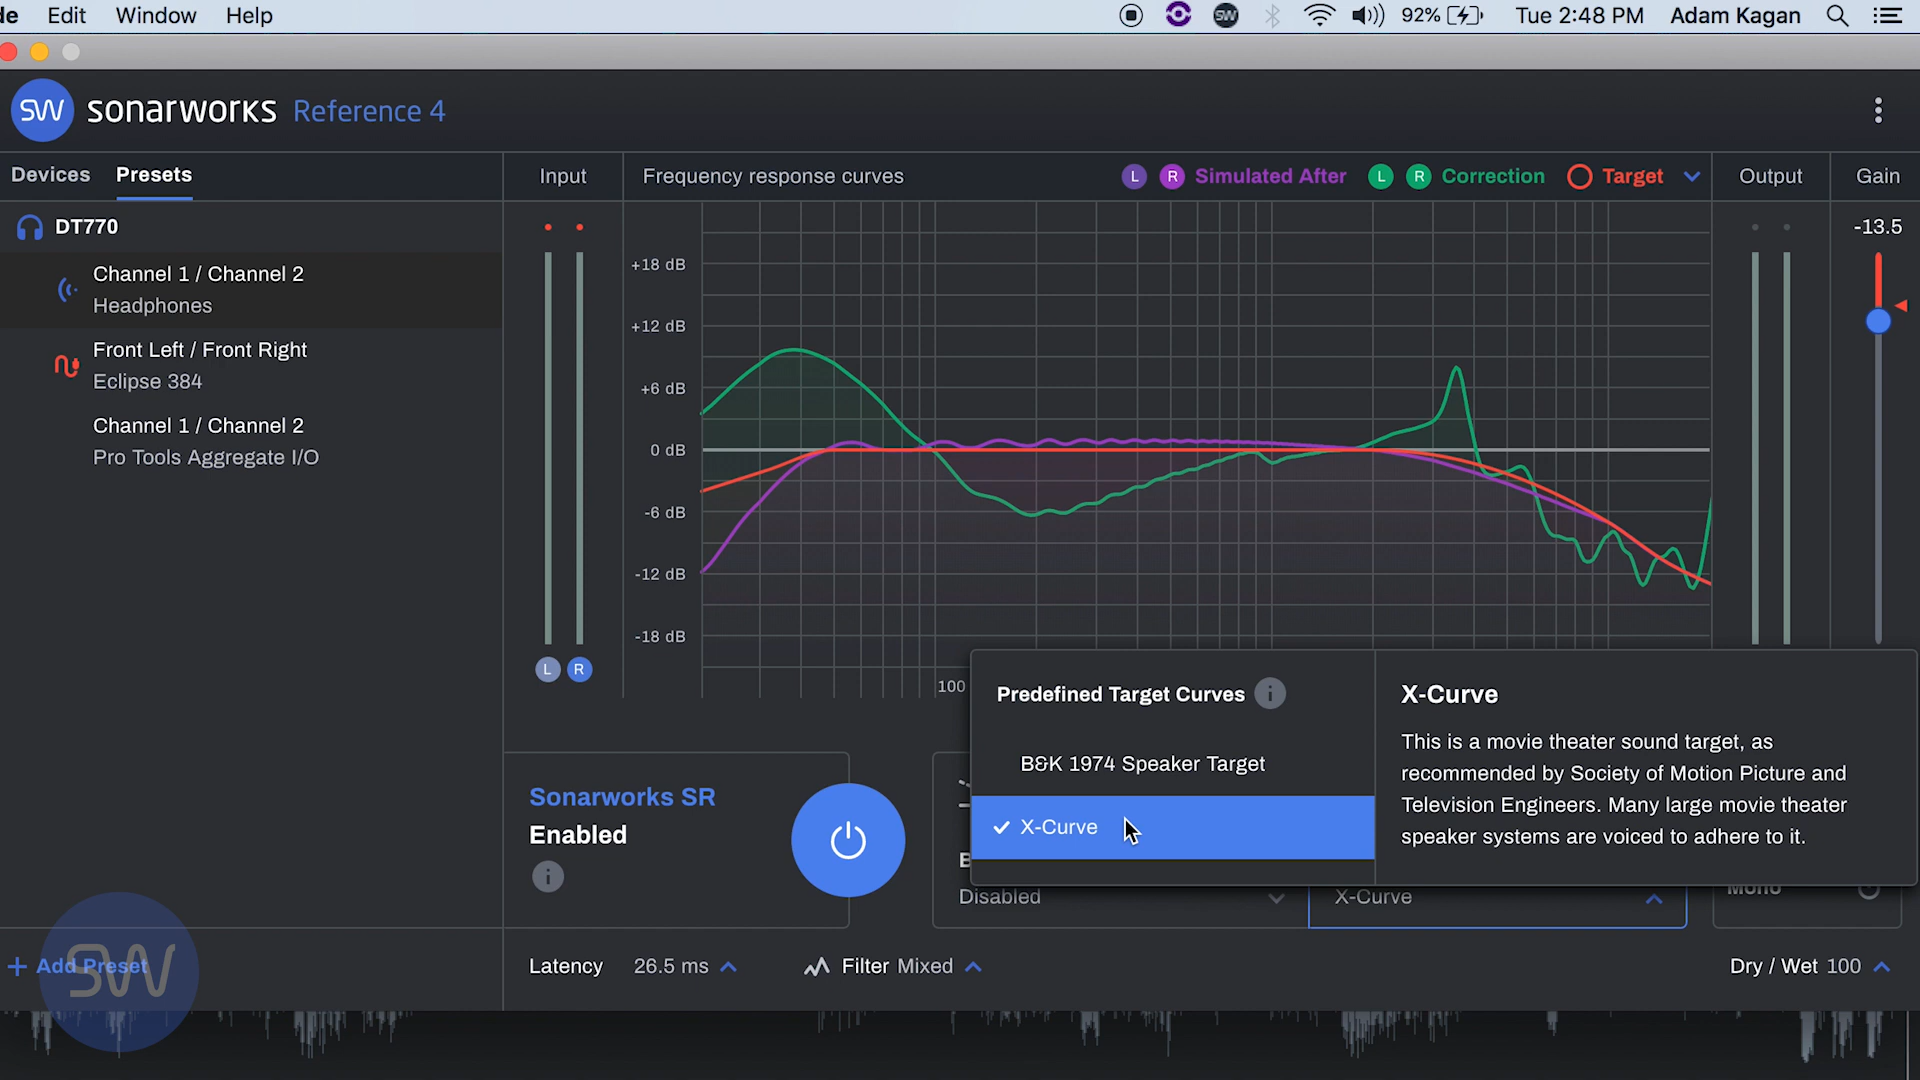 de Edit Window Help SW 92% Tue 2:48 PM Adam Kagan
SW sonarworks Reference 4
Devices Presets Input Frequency response curves L R Simulated After L R Correction Target Output Gain
DT770
-13.5
Channel 1 / Channel 2
Headphones
Front Left / Front Right
Eclipse 384
Channel 1 / Channel 2
Pro Tools Aggregate I/O
+18 dB
+12 dB
+6 dB
0 dB
-6 dB
-12 dB
-18 dB
L R
100
Predefined Target Curves i
B&K 1974 Speaker Target
X-Curve
X-Curve
This is a movie theater sound target, as
recommended by Society of Motion Picture and
Television Engineers. Many large movie theater
speaker systems are voiced to adhere to it.
Sonarworks SR
Enabled
i
Disabled
X-Curve
Mono
+ Add Preset
SW
Latency 26.5 ms
Filter Mixed
Dry / Wet 100